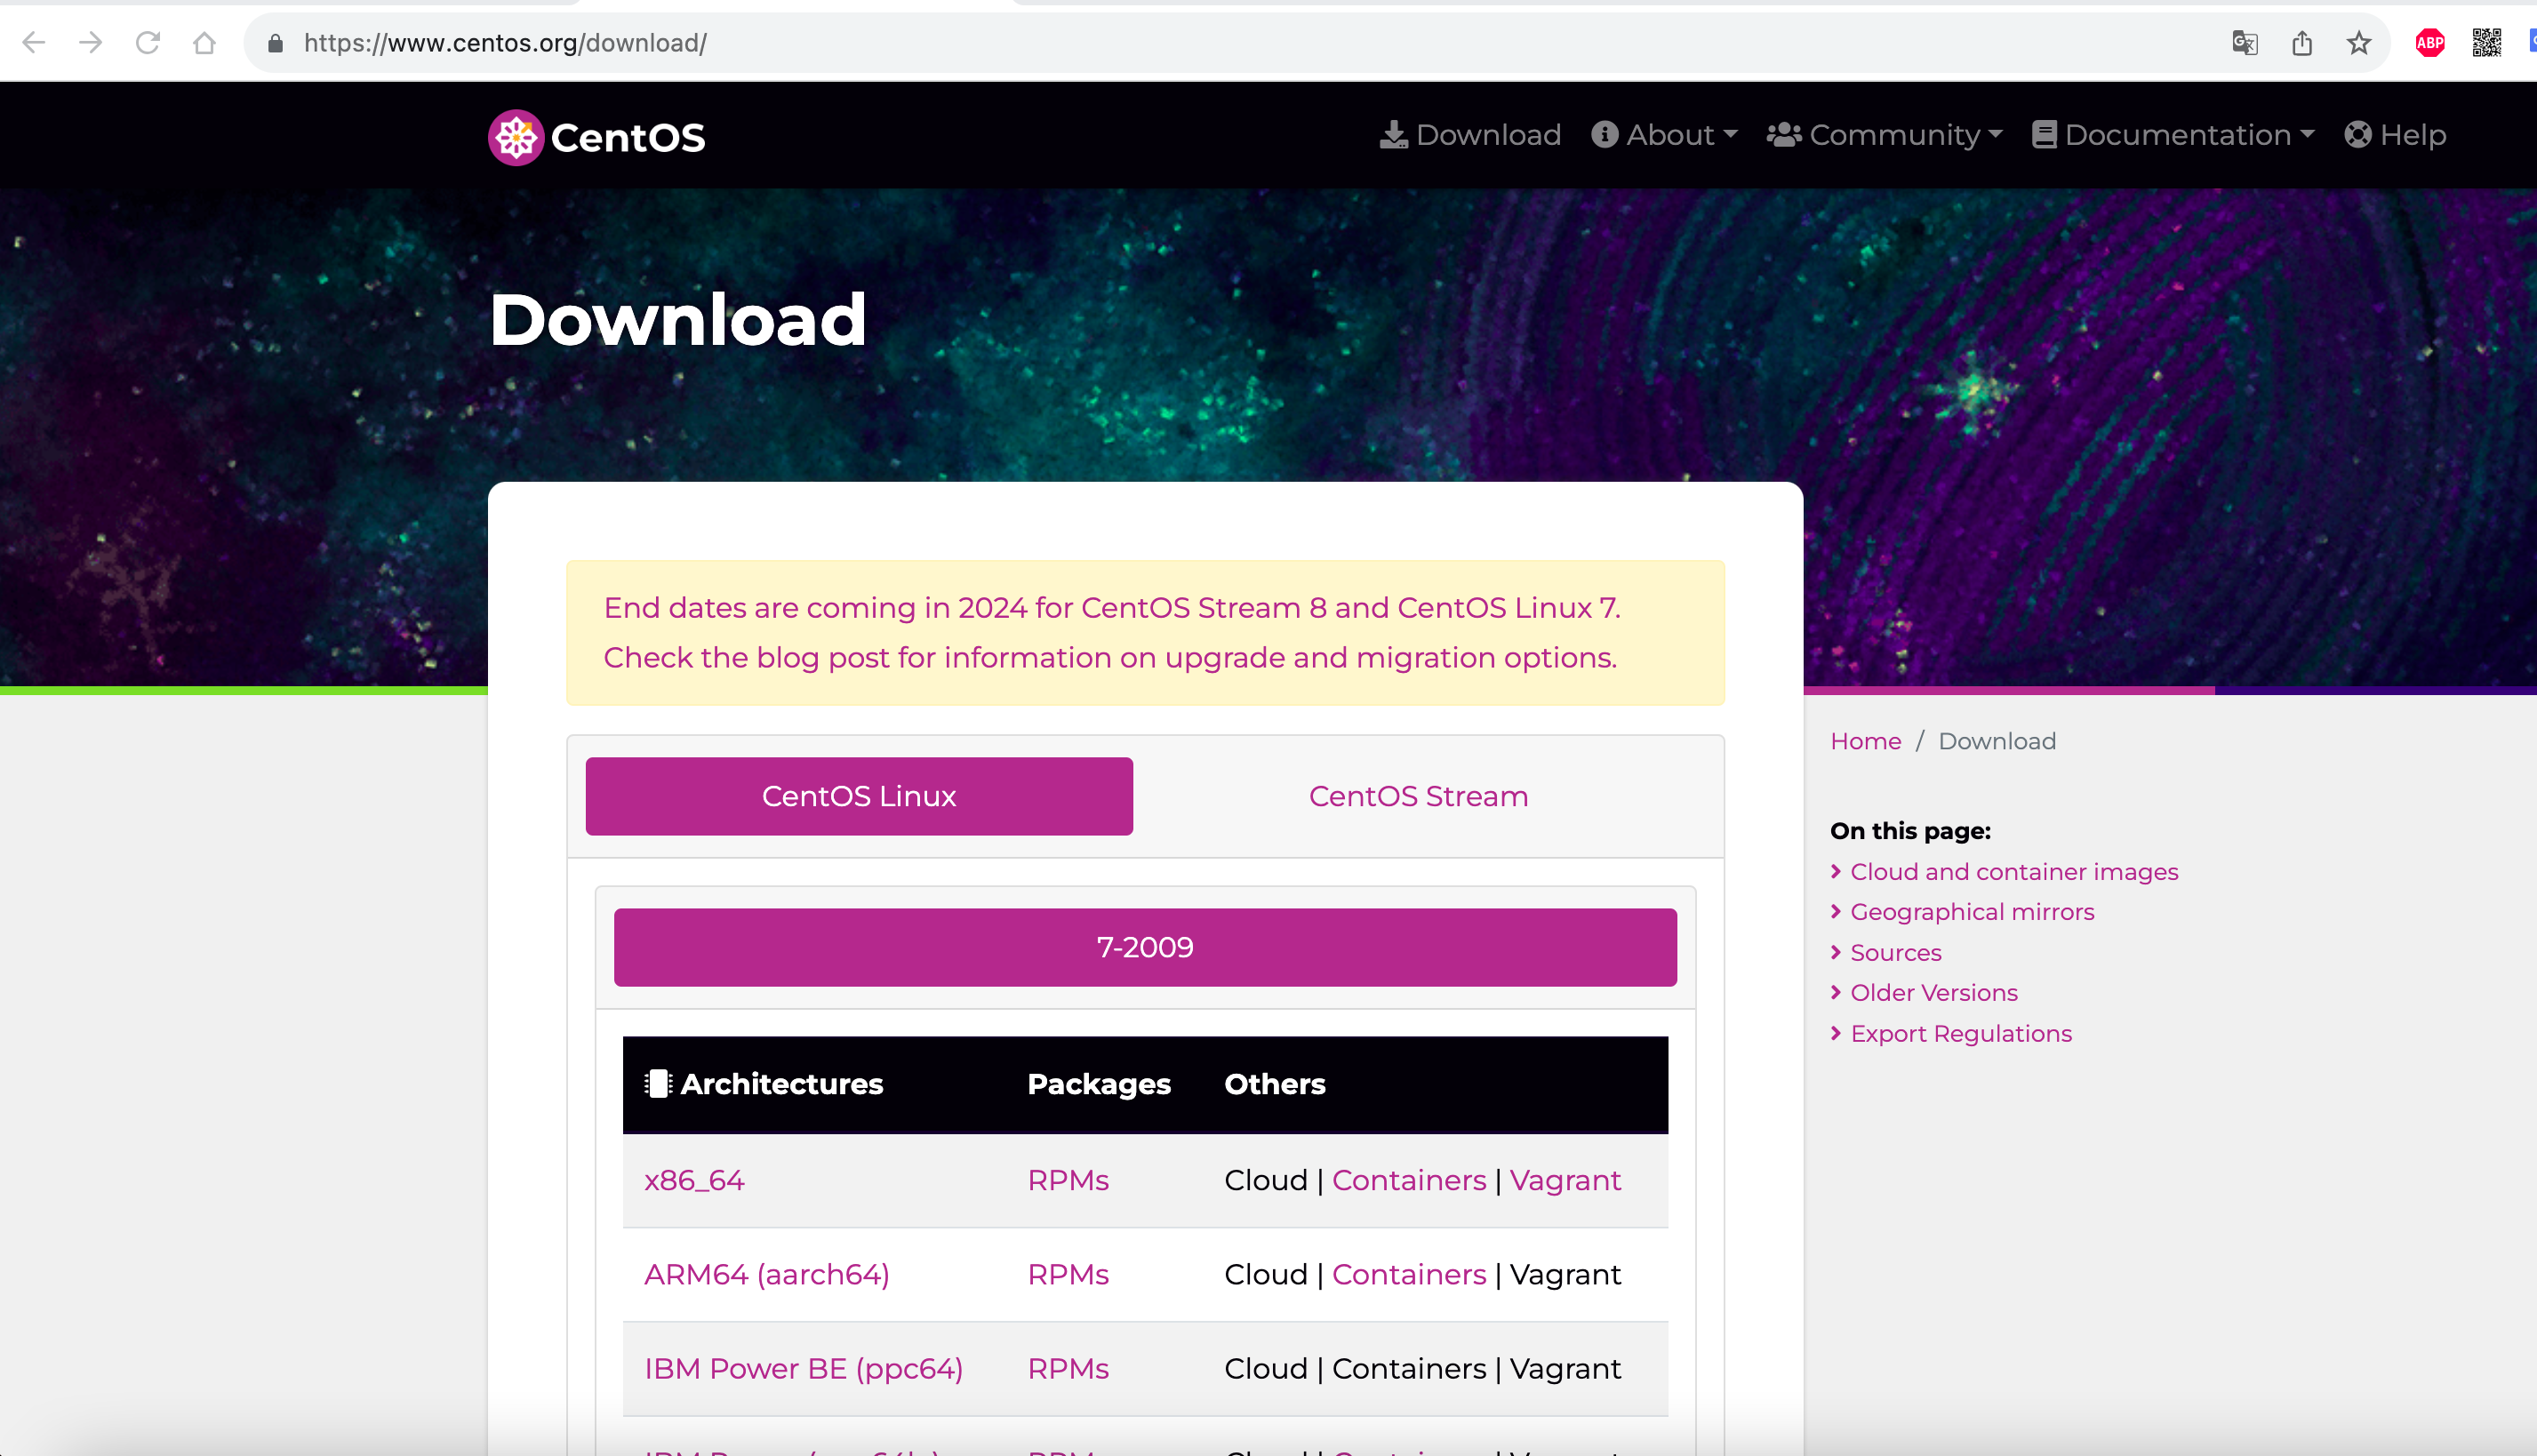 https://www.centos.org/download/
ABP
CentOS
Download About Community Documentation Help
Download
End dates are coming in 2024 for CentOS Stream 8 and CentOS Linux 7.
Check the blog post for information on upgrade and migration options.
CentOS Linux CentOS Stream
7-2009
Architectures Packages Others
x86_64 RPMs Cloud | Containers | Vagrant
ARM64 (aarch64) RPMs Cloud | Containers | Vagrant
IBM Power BE (ppc64) RPMs Cloud | Containers | Vagrant
Home / Download
On this page:
Cloud and container images
Geographical mirrors
Sources
Older Versions
Export Regulations